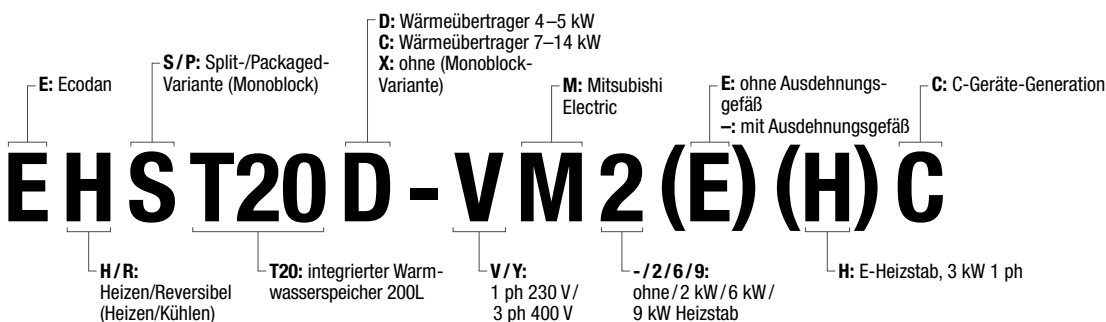 D: Wärmeübertrager 4–5 kW
C: Wärmeübertrager 7–14 kW
X: ohne (Monoblock-
Variante)
S/P: Split-/Packaged-
Variante (Monoblock)
E: Ecodan
M: Mitsubishi
Electric
E: ohne Ausdehnungs-
gefäß
–: mit Ausdehnungsgefäß
C: C-Geräte-Generation
EHST20D-VM2(E)(H)C
H/R:
Heizen/Reversibel
(Heizen/Kühlen)
T20: integrierter Warm-
wasserspeicher 200L
V/Y:
1 ph 230 V/
3 ph 400 V
-/2/6/9:
ohne/2 kW/6 kW/
9 kW Heizstab
H: E-Heizstab, 3 kW 1 ph